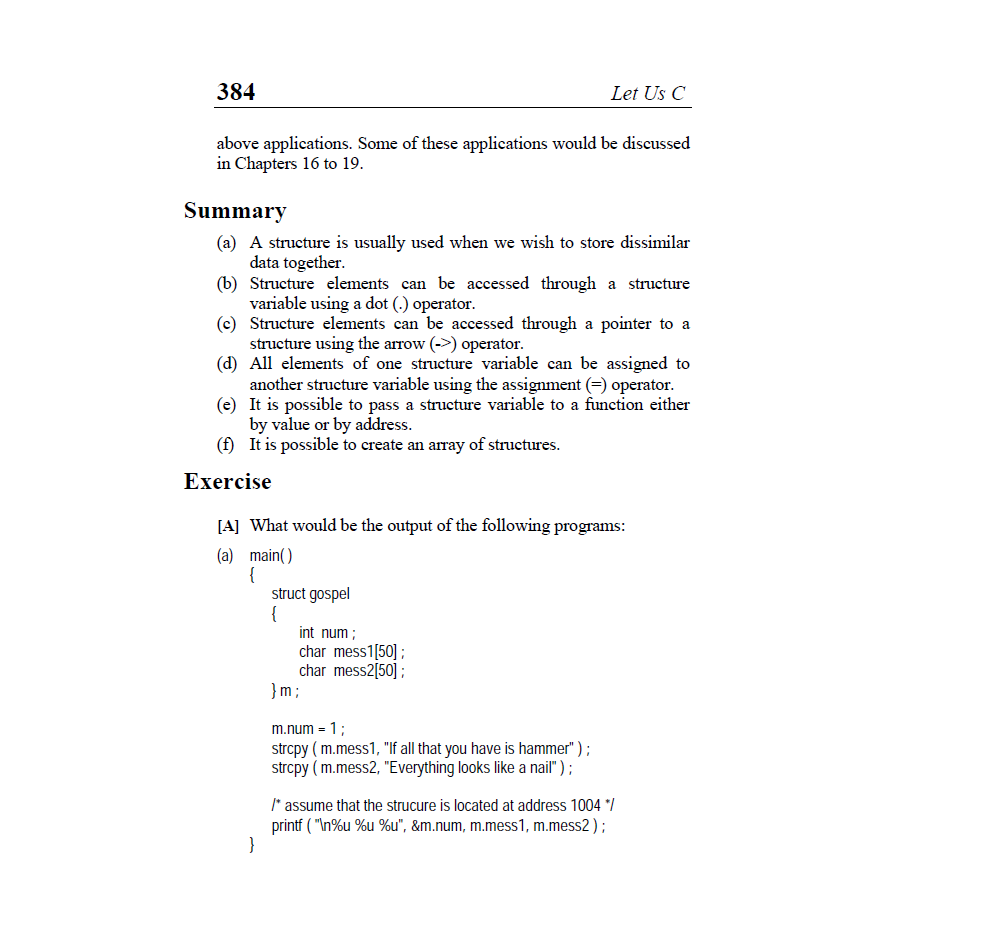 384 Let Us C
above applications. Some of these applications would be discussed
in Chapters 16 to 19.
Summary
(a) A structure is usually used when we wish to store dissimilar
data together.
(b) Structure elements can be accessed through a structure
variable using a dot (.) operator.
(c) Structure elements can be accessed through a pointer to a
structure using the arrow (->) operator.
(d) All elements of one structure variable can be assigned to
another structure variable using the assignment (=) operator.
(e) It is possible to pass a structure variable to a function either
by value or by address.
(f) It is possible to create an array of structures.
Exercise
[A] What would be the output of the following programs:
(a) main( )
{
struct gospel
{
int num ;
char mess1[50] ;
char mess2[50] ;
} m ;
m.num = 1 ;
strcpy ( m.mess1, "If all that you have is hammer" ) ;
strcpy ( m.mess2, "Everything looks like a nail" ) ;
/* assume that the strucure is located at address 1004 */
printf ( "\n%u %u %u", &m.num, m.mess1, m.mess2 ) ;
}